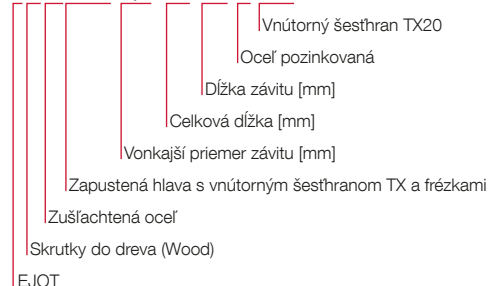 Vnútorný šesťhran TX20
Oceľ pozinkovaná
Dĺžka závitu [mm]
Celková dĺžka [mm]
Vonkajší priemer závitu [mm]
Zapustená hlava s vnútorným šesťhranom TX a frézkami
Zušľachtená oceľ
Skrutky do dreva (Wood)
EJOT